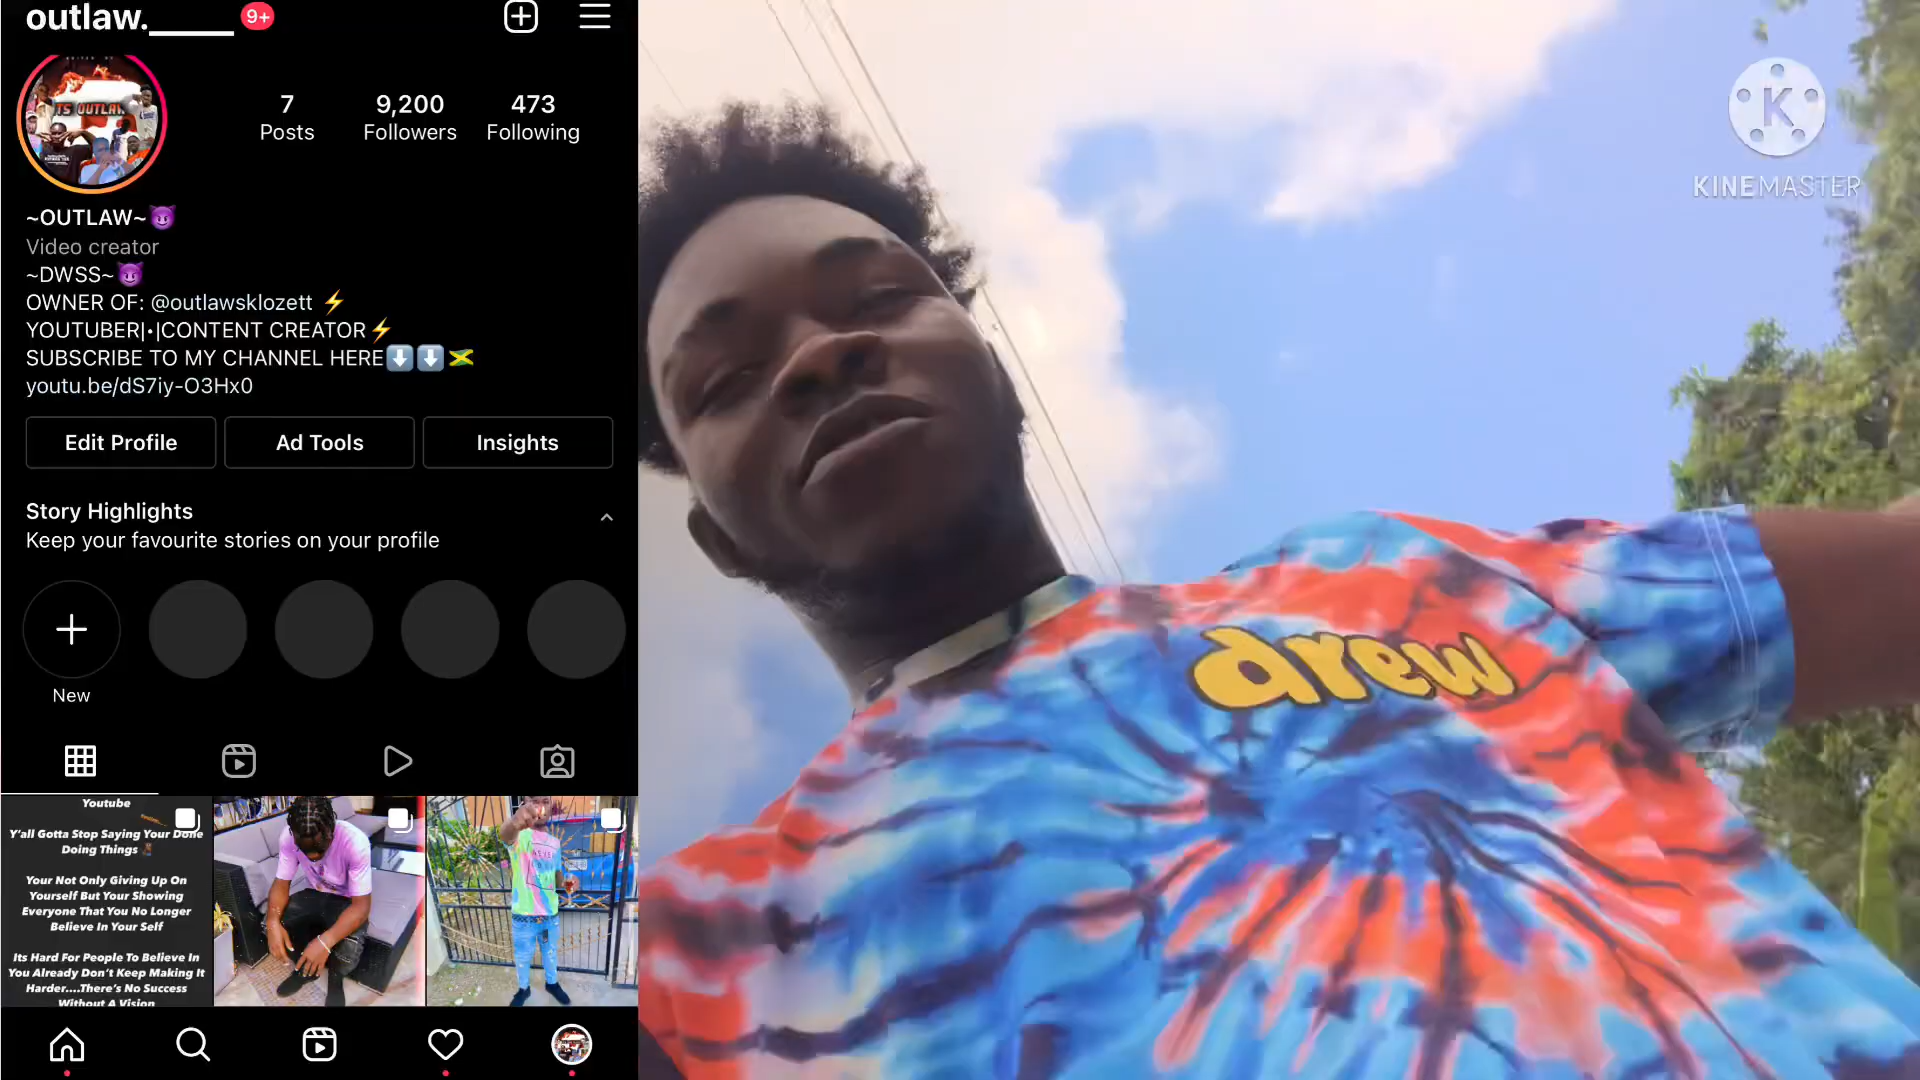 outlaw.______ 9+
7
Posts
9,200
Followers
473
Following
ITS OUTLAW
~OUTLAW~😈
Video creator
~DWSS~😈
OWNER OF: @outlawsklozett ⚡
YOUTUBER|•|CONTENT CREATOR⚡
SUBSCRIBE TO MY CHANNEL HERE⬇️⬇️🇯🇲
youtu.be/dS7iy-O3Hx0
Edit Profile
Ad Tools
Insights
Story Highlights
Keep your favourite stories on your profile
New
Youtube
Y'all Gotta Stop Saying Your Done
Doing Things
Your Not Only Giving Up On
Yourself But Your Showing
Everyone That You No Longer
Believe In Your Self
Its Hard For People To Believe In
You Already Don't Keep Making It
Harder....There's No Success
Without A Vision
K
KINEMASTER
drew